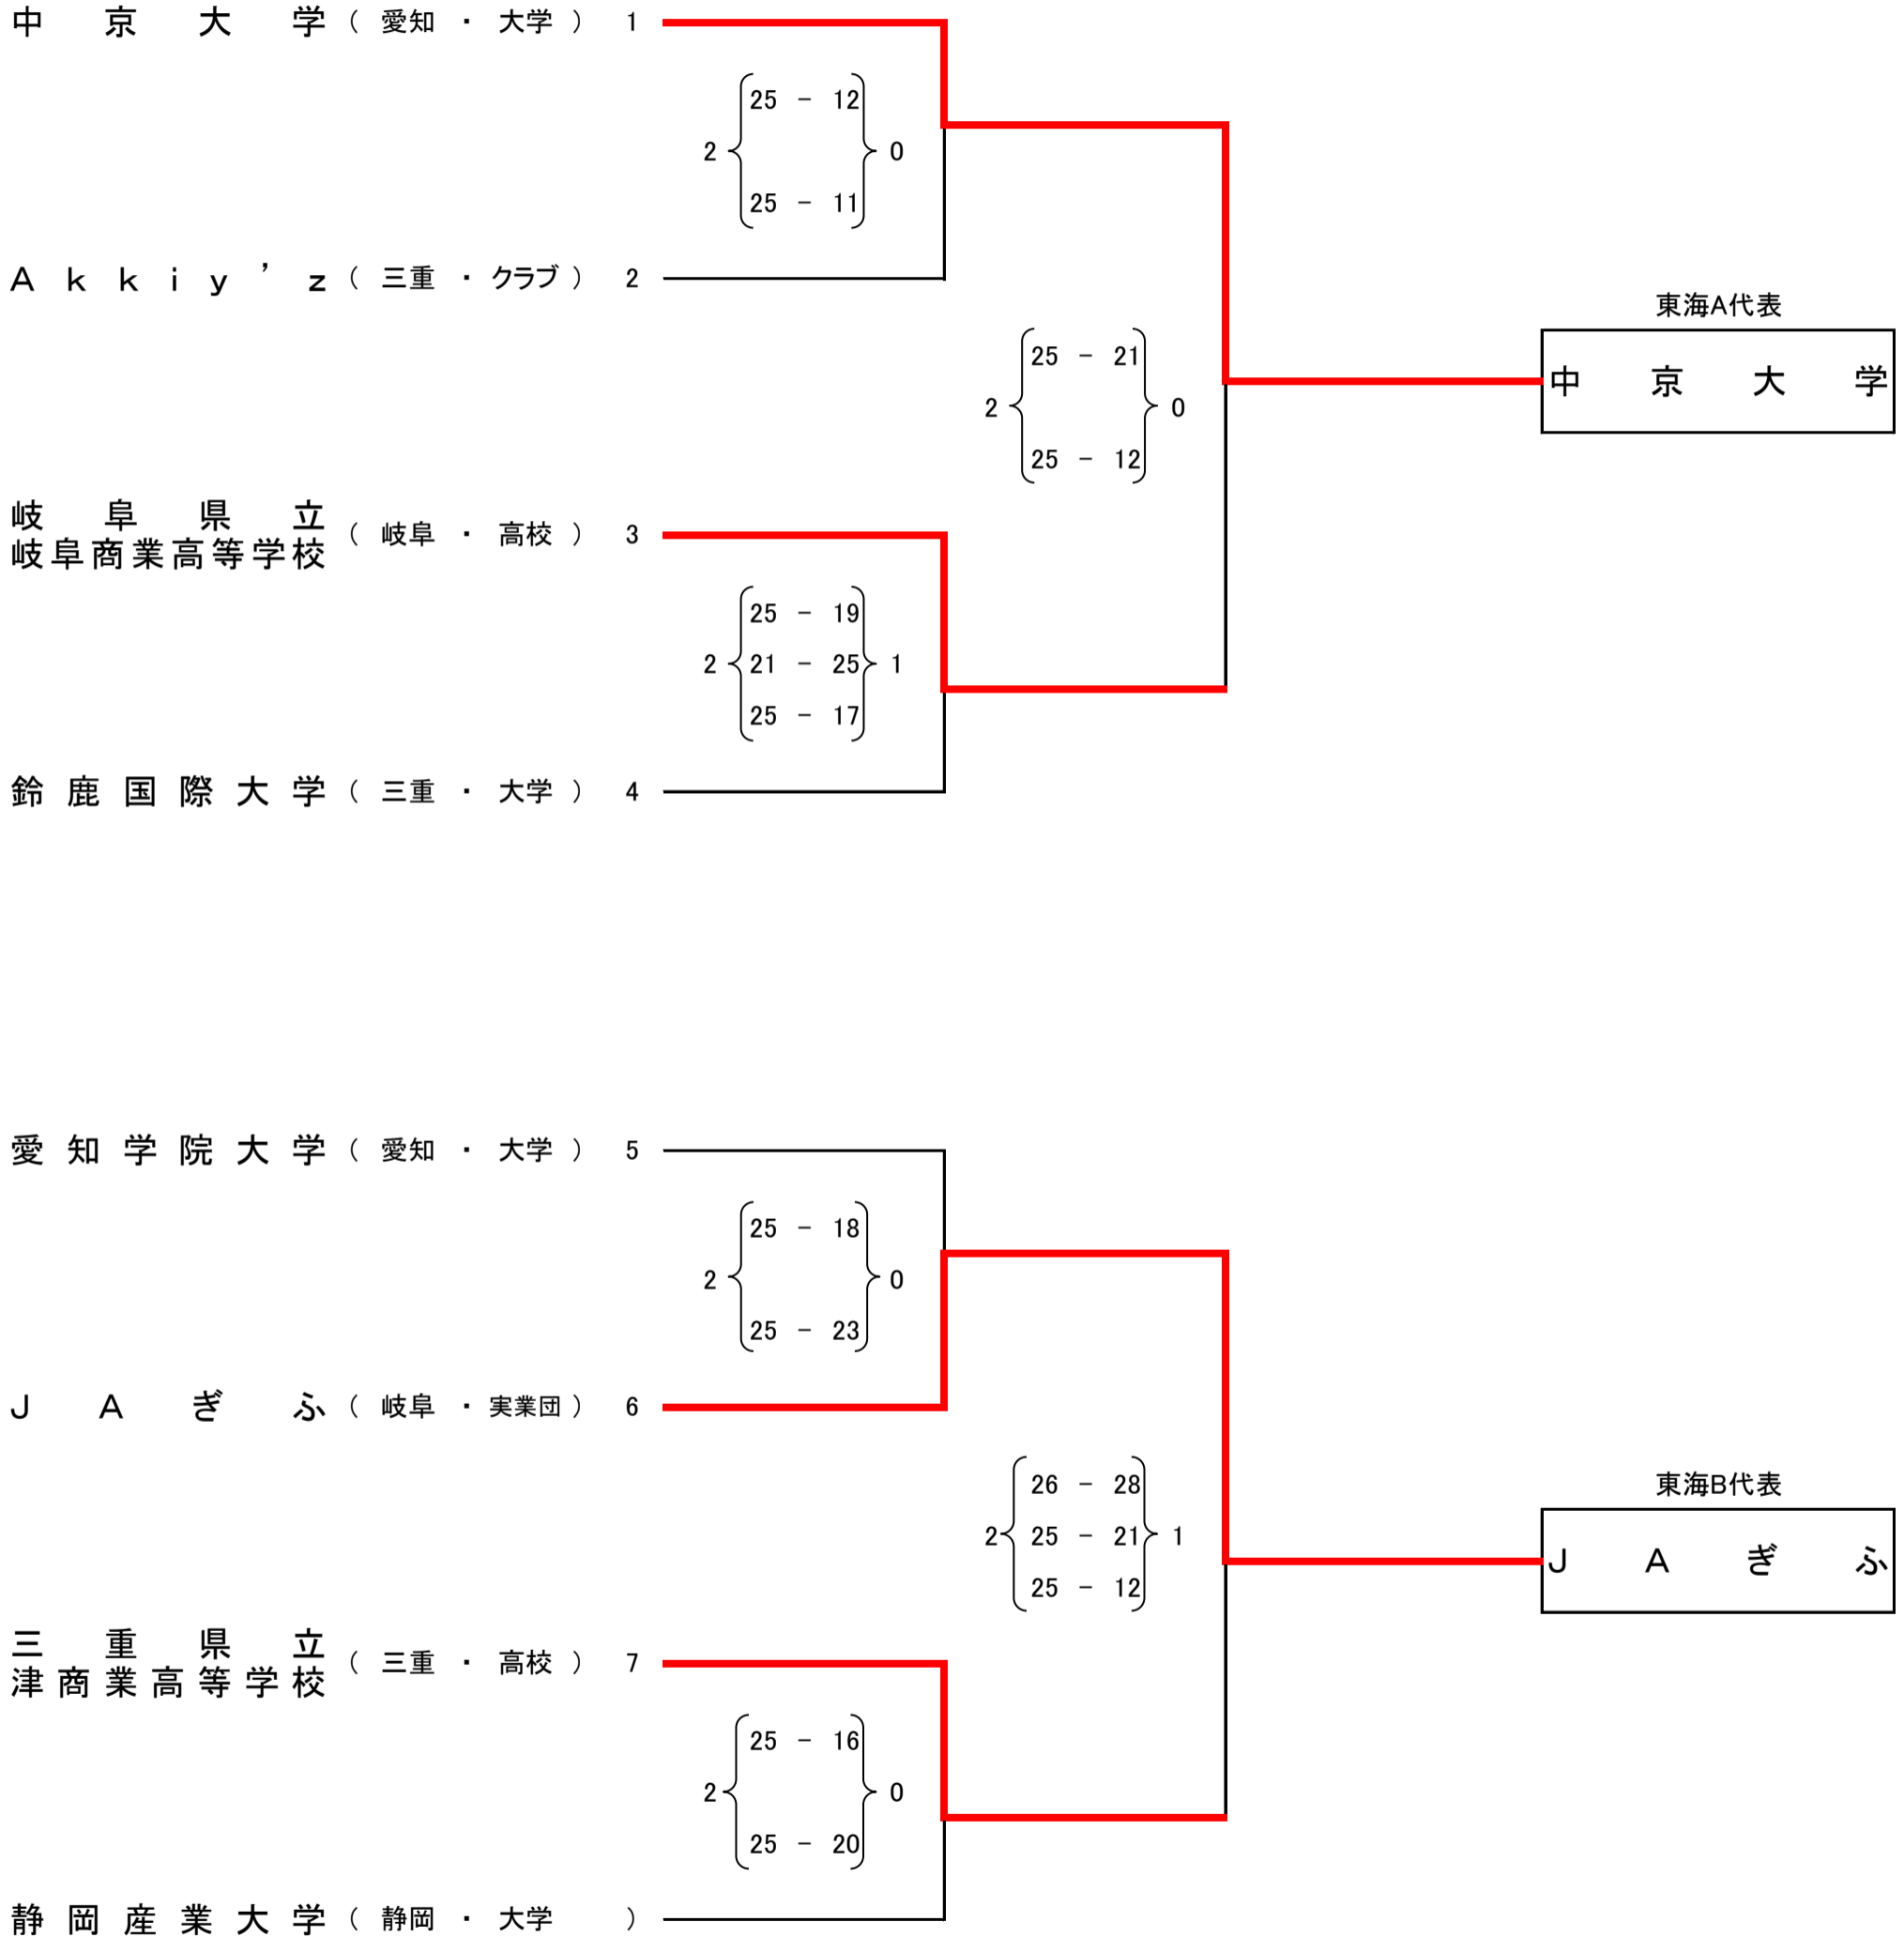 中京大学（愛知・大学）1
25 － 12
2 0
25 － 11
Ａｋｋｉｙ’ｚ（三重・クラブ）2
東海A代表
25 － 21
中京大学
2 0
25 － 12
岐阜県立
岐阜商業高等学校（岐阜・高校）3
25 － 19
2 21 － 25 1
25 － 17
鈴鹿国際大学（三重・大学）4
愛知学院大学（愛知・大学）5
25 － 18
2 0
25 － 23
ＪＡぎふ（岐阜・実業団）6
東海B代表
26 － 28
2 25 － 21 1
ＪＡぎふ
25 － 12
三重県立
津商業高等学校（三重・高校）7
25 － 16
2 0
25 － 20
静岡産業大学（静岡・大学）